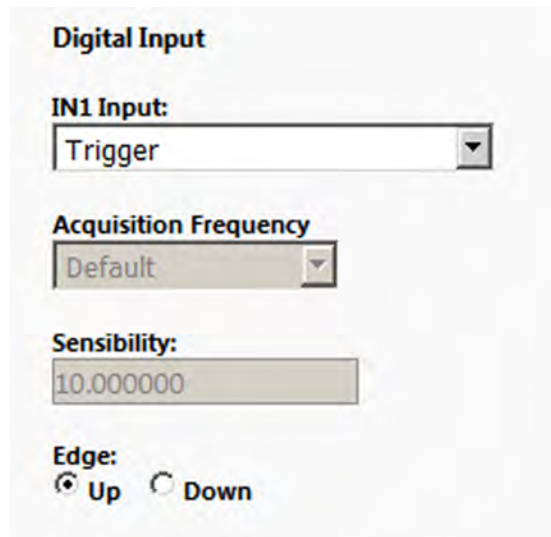 Digital Input
IN1 Input:
Trigger
Acquisition Frequency
Default
Sensibility:
10.000000
Edge:
Up Down